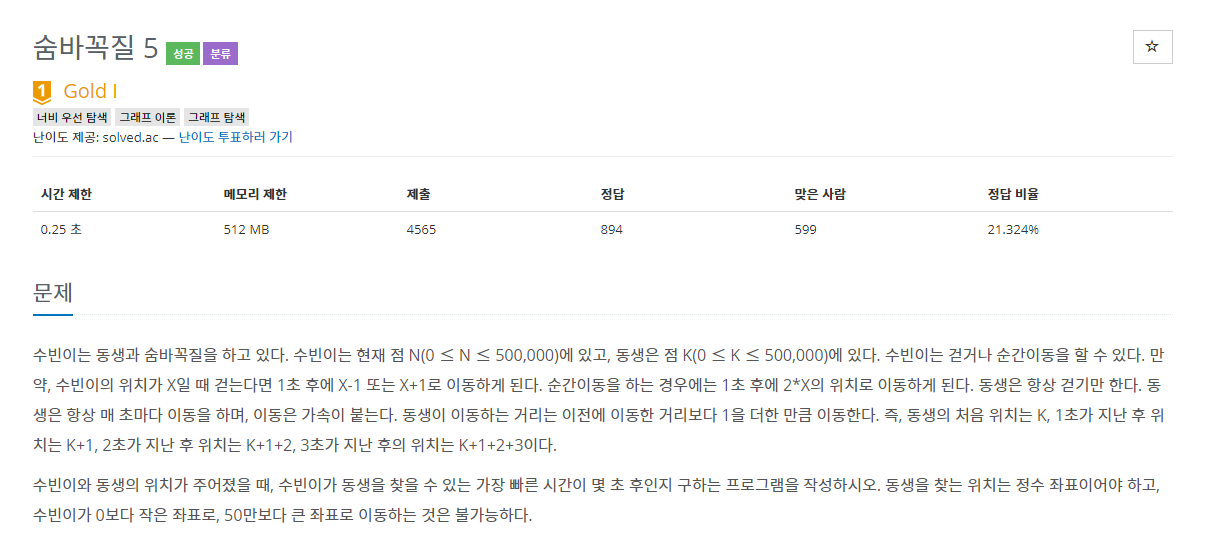 숨바꼭질 5 성공 분류
☆
1 Gold I
너비 우선 탐색 그래프 이론 그래프 탐색
난이도 제공: solved.ac — 난이도 투표하러 가기
시간 제한 메모리 제한 제출 정답 맞은 사람 정답 비율
0.25 초 512 MB 4565 894 599 21.324%
문제
수빈이는 동생과 숨바꼭질을 하고 있다. 수빈이는 현재 점 N(0 ≤ N ≤ 500,000)에 있고, 동생은 점 K(0 ≤ K ≤ 500,000)에 있다. 수빈이는 걷거나 순간이동을 할 수 있다. 만
약, 수빈이의 위치가 X일 때 걷는다면 1초 후에 X-1 또는 X+1로 이동하게 된다. 순간이동을 하는 경우에는 1초 후에 2*X의 위치로 이동하게 된다. 동생은 항상 걷기만 한다. 동
생은 항상 매 초마다 이동을 하며, 이동은 가속이 붙는다. 동생이 이동하는 거리는 이전에 이동한 거리보다 1을 더한 만큼 이동한다. 즉, 동생의 처음 위치는 K, 1초가 지난 후 위
치는 K+1, 2초가 지난 후 위치는 K+1+2, 3초가 지난 후의 위치는 K+1+2+3이다.
수빈이와 동생의 위치가 주어졌을 때, 수빈이가 동생을 찾을 수 있는 가장 빠른 시간이 몇 초 후인지 구하는 프로그램을 작성하시오. 동생을 찾는 위치는 정수 좌표이어야 하고,
수빈이가 0보다 작은 좌표로, 50만보다 큰 좌표로 이동하는 것은 불가능하다.